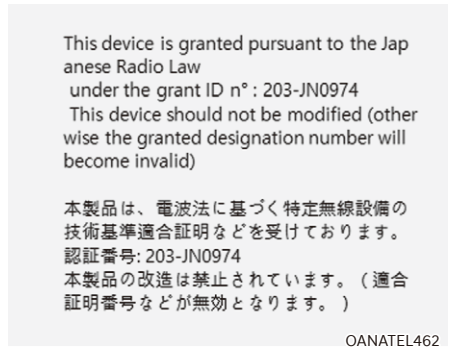 This device is granted pursuant to the Jap
anese Radio Law
under the grant ID n° : 203-JN0974
This device should not be modified (other
wise the granted designation number will
become invalid)
本製品は、電波法に基づく特定無線設備の
技術基準適合証明などを受けております。
認証番号: 203-JN0974
本製品の改造は禁止されています。(適合
証明番号などが無効となります。)
OANATEL462